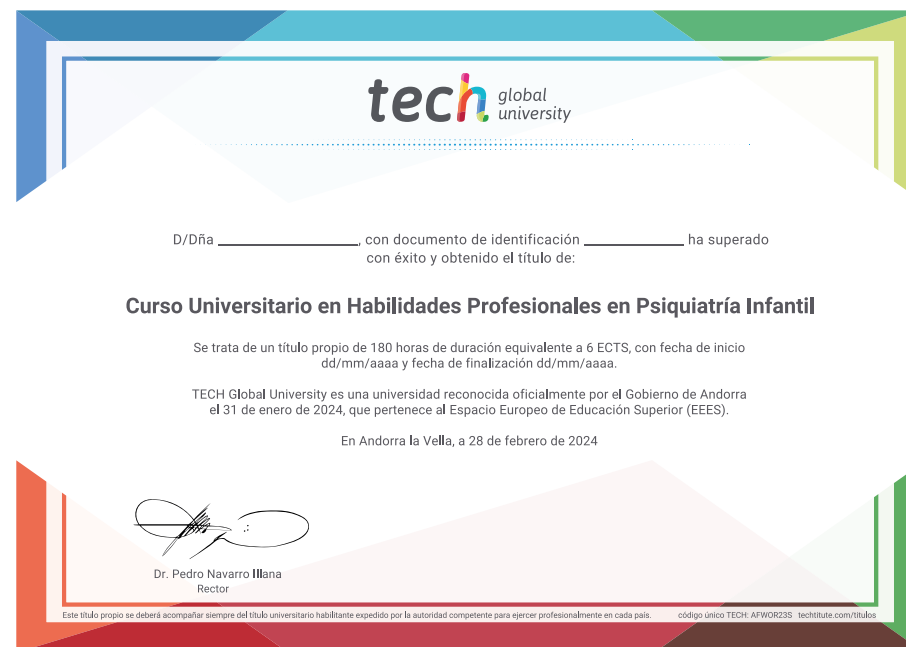 tech global university
D/Dña ____________________, con documento de identificación ______________ ha superado
con éxito y obtenido el título de:
Curso Universitario en Habilidades Profesionales en Psiquiatría Infantil
Se trata de un título propio de 180 horas de duración equivalente a 6 ECTS, con fecha de inicio
dd/mm/aaaa y fecha de finalización dd/mm/aaaa.
TECH Global University es una universidad reconocida oficialmente por el Gobierno de Andorra
el 31 de enero de 2024, que pertenece al Espacio Europeo de Educación Superior (EEES).
En Andorra la Vella, a 28 de febrero de 2024
Dr. Pedro Navarro Illana
Rector
Este título propio se deberá acompañar siempre del título universitario habilitante expedido por la autoridad competente para ejercer profesionalmente en cada país. código único TECH: AFWOR23S techtitute.com/titulos